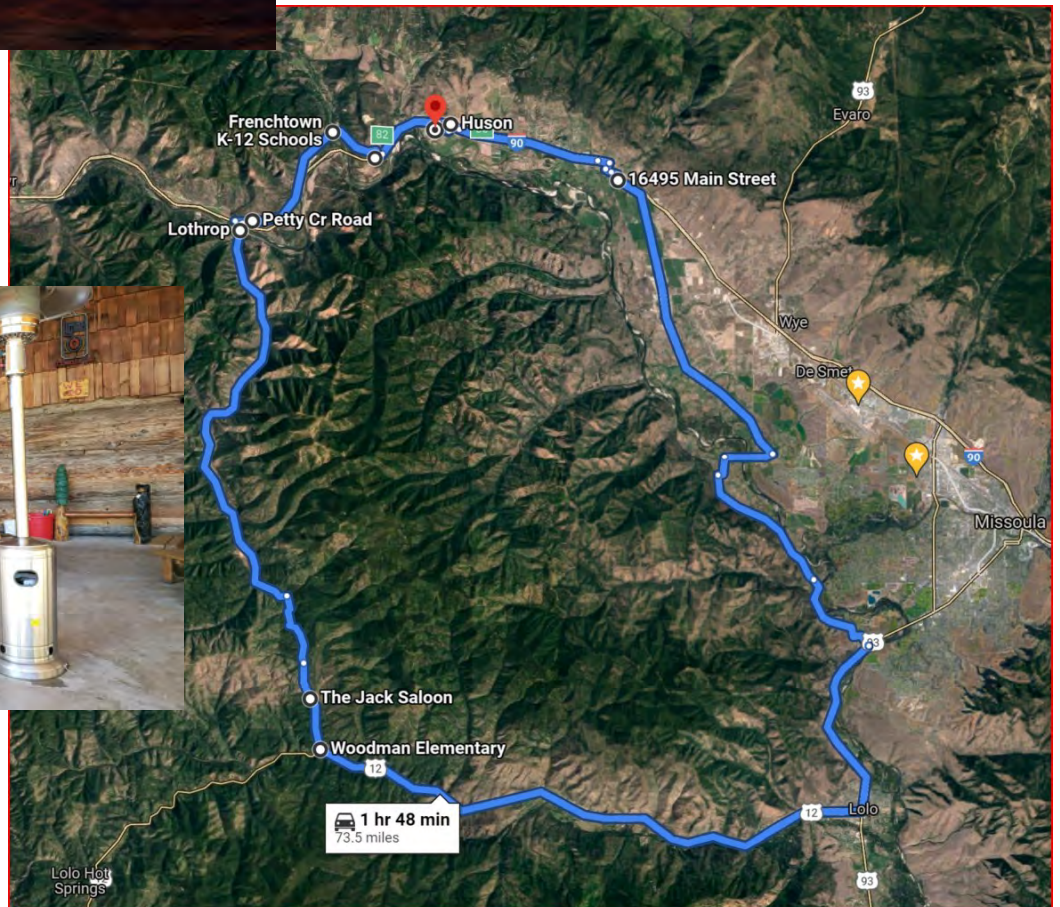 93
Evaro
Frenchtown
K-12 Schools
82
Huson
90
16495 Main Street
Petty Cr Road
Lothrop
Wye
De Smet
90
Missoula
93
The Jack Saloon
Woodman Elementary
12
1 hr 48 min
73.5 miles
12
Lolo
Lolo Hot
Springs
93